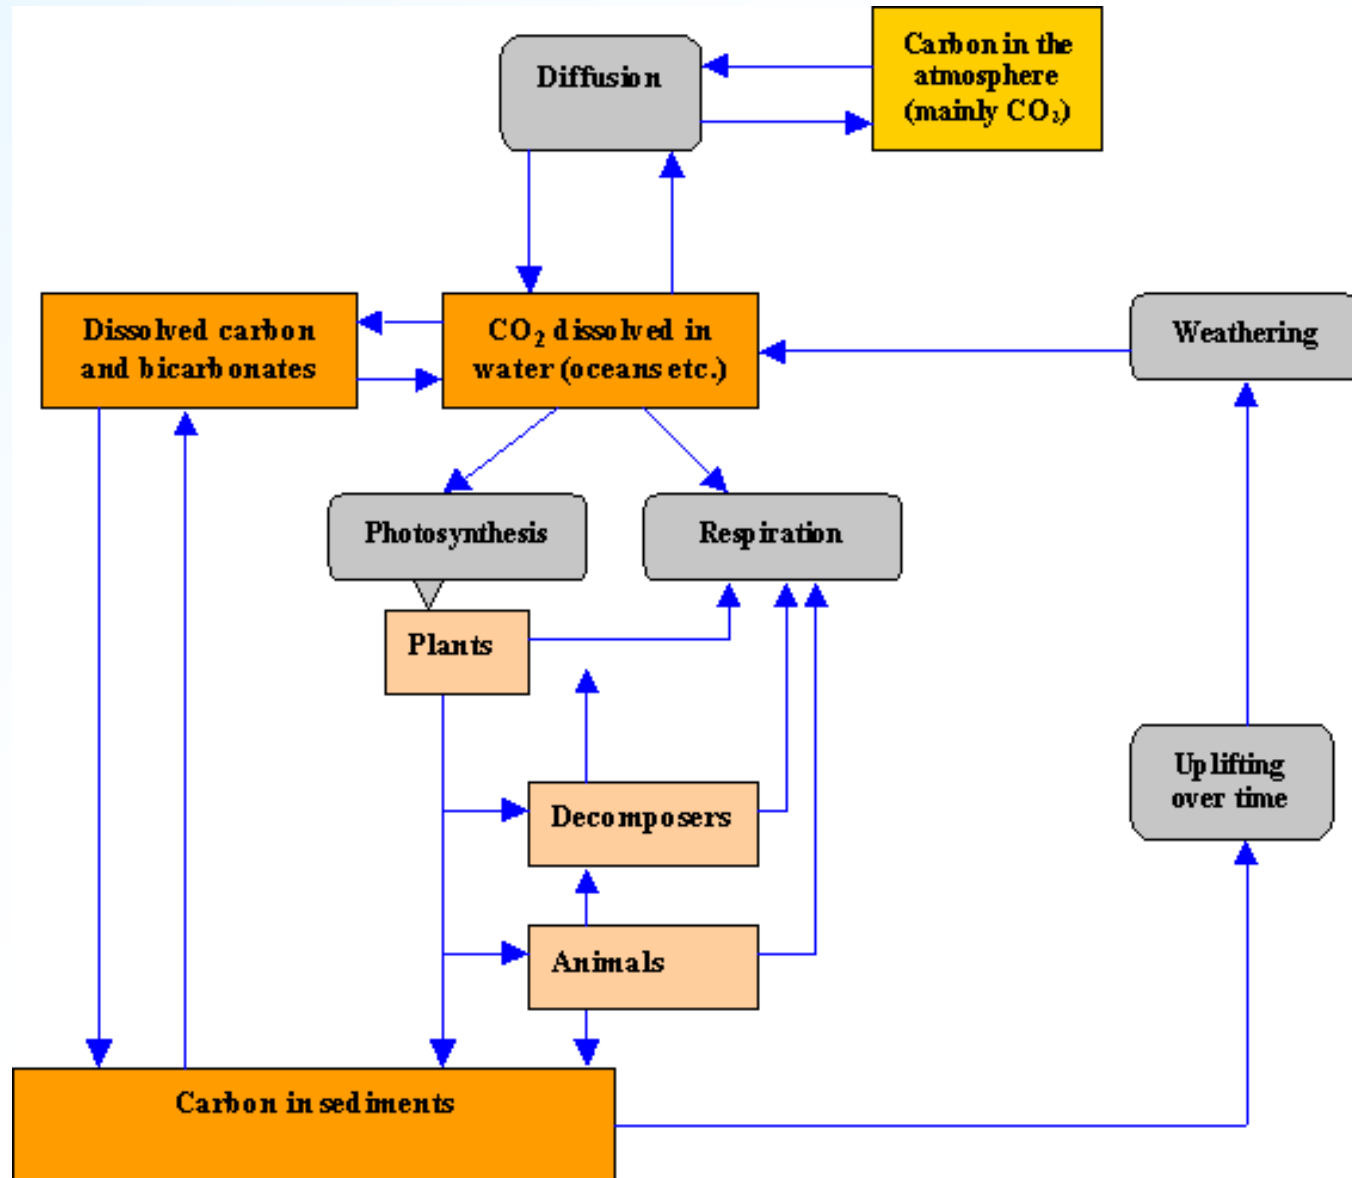 Diffusion
Carbon in the
atmosphere
(mainly CO₂)
Dissolved carbon
and bicarbonates
CO₂ dissolved in
water (oceans etc.)
Weathering
Photosynthesis
Respiration
Plants
Decomposers
Uplifting
over time
Animals
Carbon in sediments